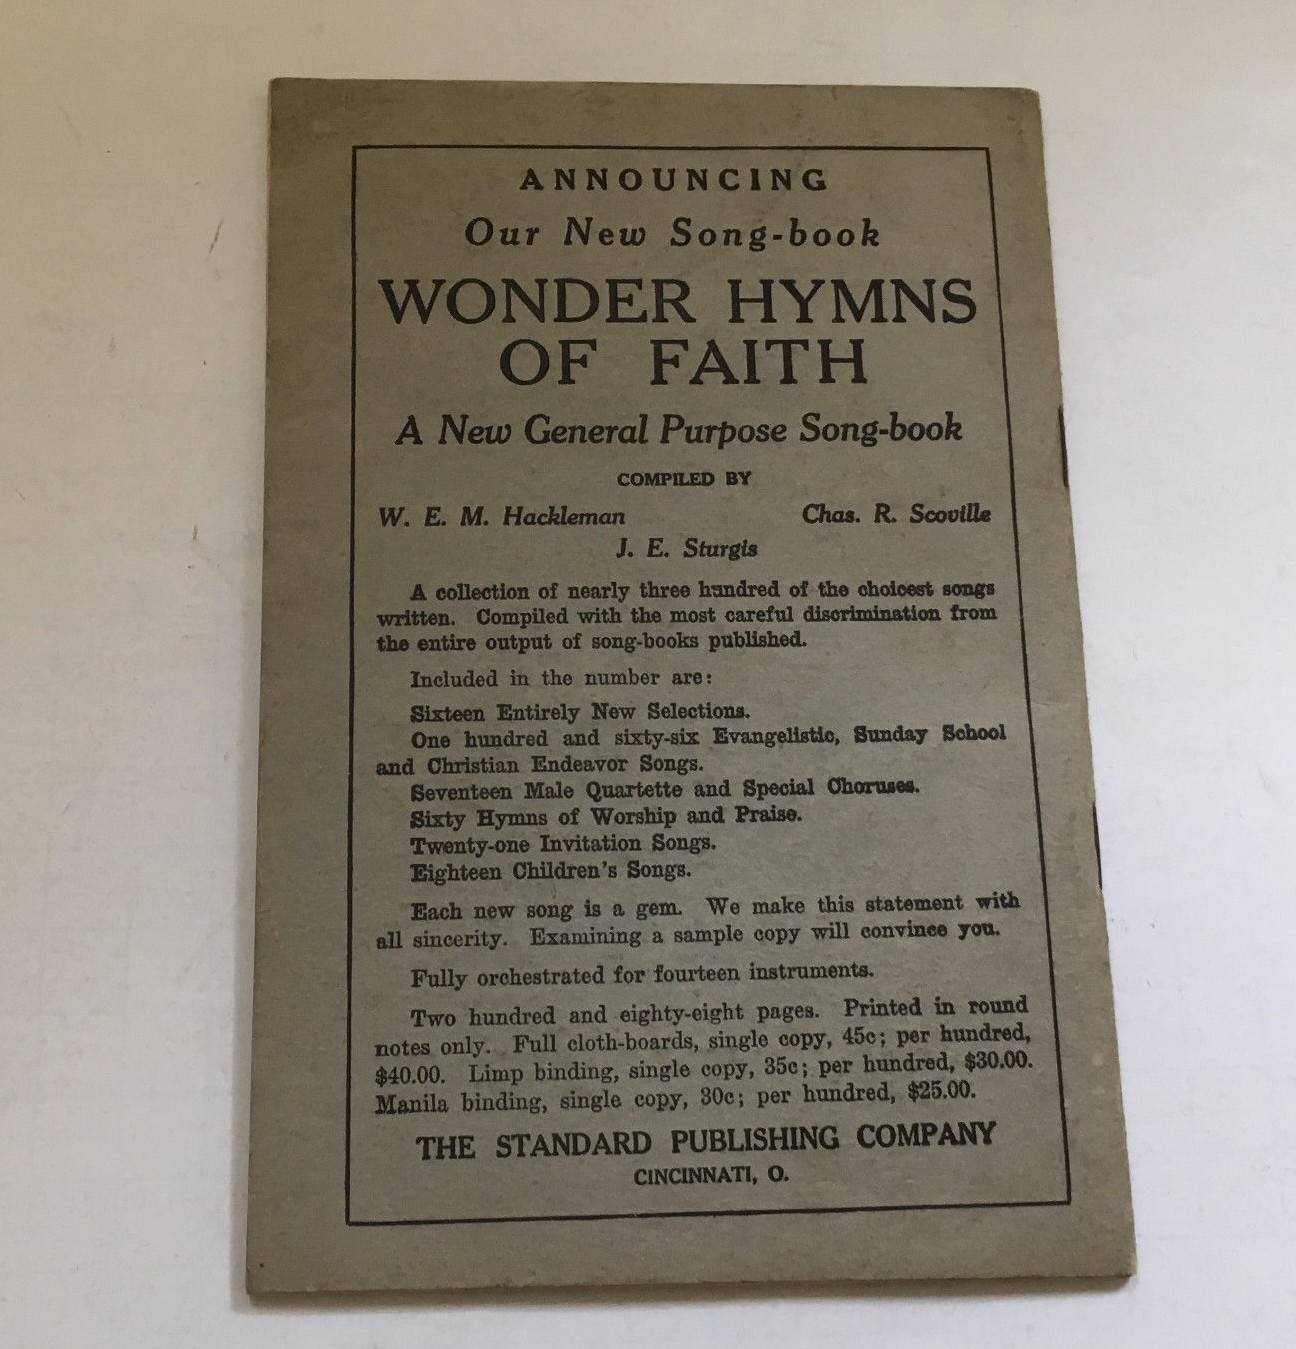 ANNOUNCING
Our New Song-book
WONDER HYMNS
OF FAITH
A New General Purpose Song-book
COMPILED BY
W. E. M. Hackleman Chas. R. Scoville
J. E. Sturgis
A collection of nearly three hundred of the choicest songs
written. Compiled with the most careful discrimination from
the entire output of song-books published.
Included in the number are:
Sixteen Entirely New Selections.
One hundred and sixty-six Evangelistic, Sunday School
and Christian Endeavor Songs.
Seventeen Male Quartette and Special Choruses.
Sixty Hymns of Worship and Praise.
Twenty-one Invitation Songs.
Eighteen Children's Songs.
Each new song is a gem. We make this statement with
all sincerity. Examining a sample copy will convince you.
Fully orchestrated for fourteen instruments.
Two hundred and eighty-eight pages. Printed in round
notes only. Full cloth-boards, single copy, 45c; per hundred,
$40.00. Limp binding, single copy, 35c; per hundred, $30.00.
Manila binding, single copy, 30c; per hundred, $25.00.
THE STANDARD PUBLISHING COMPANY
CINCINNATI, O.